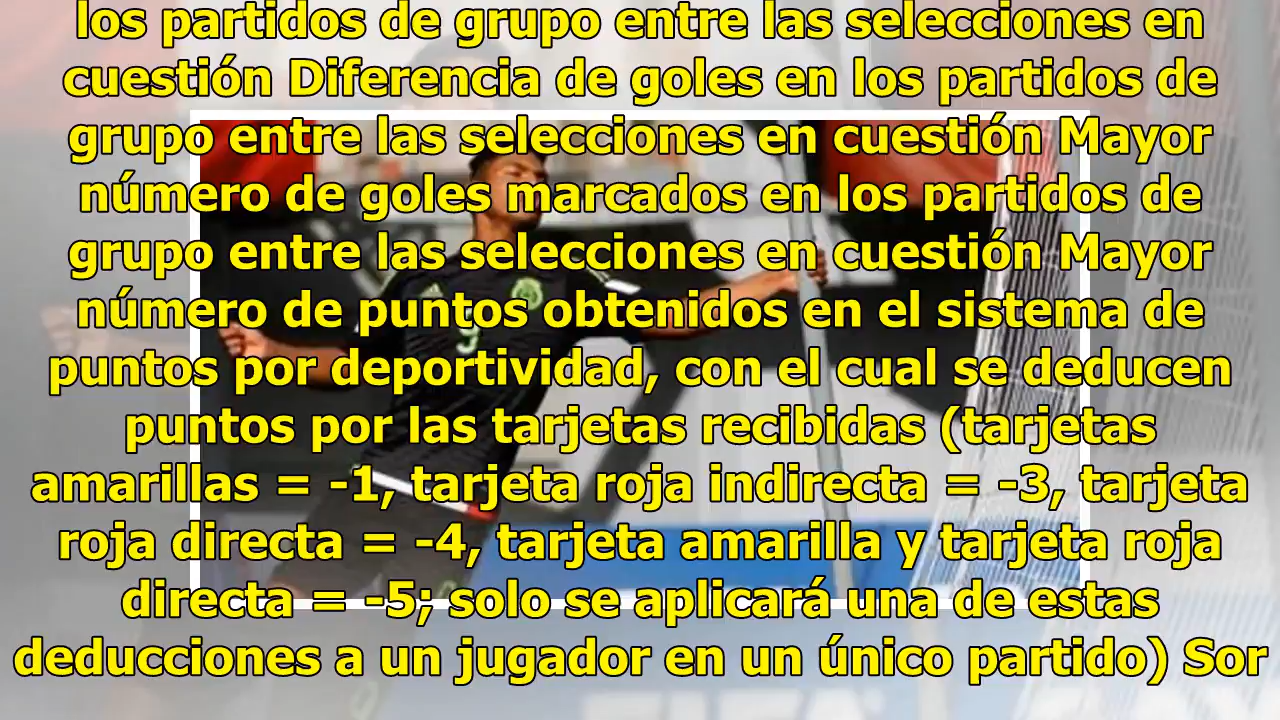 los partidos de grupo entre las selecciones en
cuestión Diferencia de goles en los partidos de
grupo entre las selecciones en cuestión Mayor
número de goles marcados en los partidos de
grupo entre las selecciones en cuestión Mayor
número de puntos obtenidos en el sistema de
puntos por deportividad, con el cual se deducen
puntos por las tarjetas recibidas (tarjetas
amarillas = -1, tarjeta roja indirecta = -3, tarjeta
roja directa = -4, tarjeta amarilla y tarjeta roja
directa = -5; solo se aplicará una de estas
deducciones a un jugador en un único partido) Sor
9